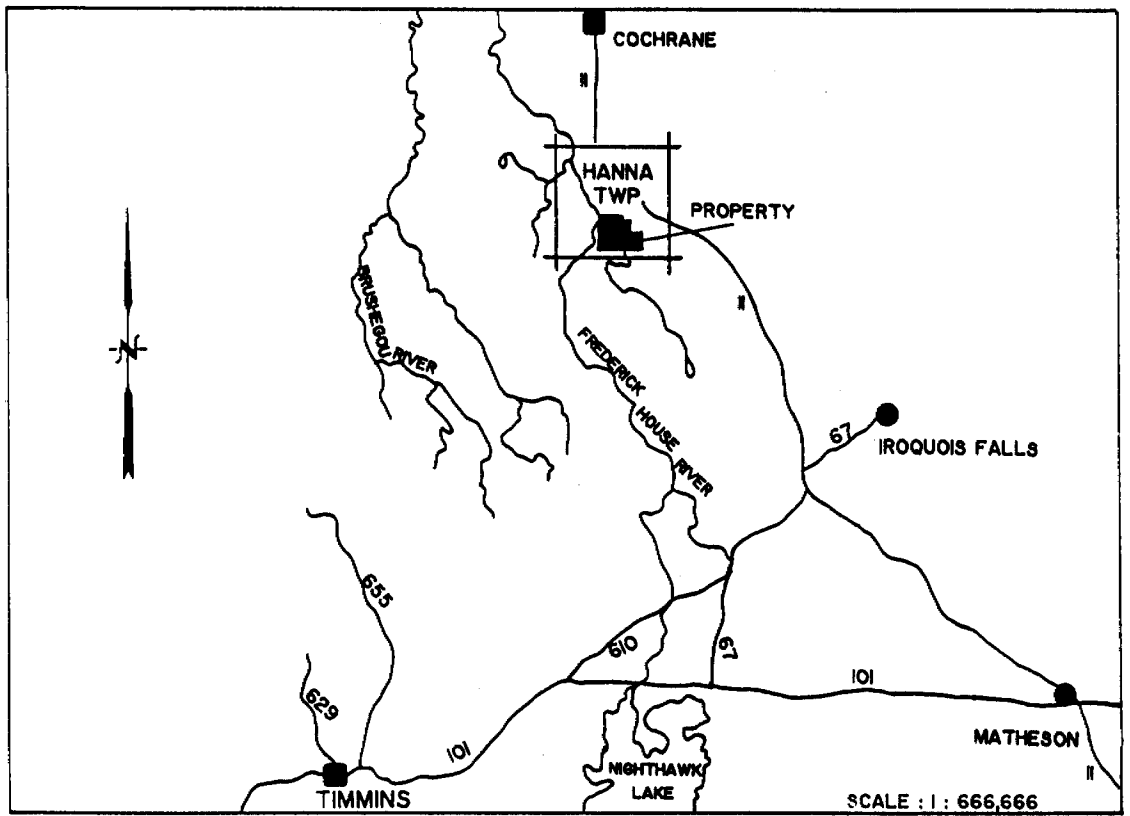 COCHRANE
11
HANNA
TWP
PROPERTY
11
N
BRUSHEGOU RIVER
FREDERICK HOUSE RIVER
67
IROQUOIS FALLS
655
610
67
629
101
101
MATHESON
11
NIGHTHAWK
LAKE
TIMMINS
SCALE : 1 : 666,666